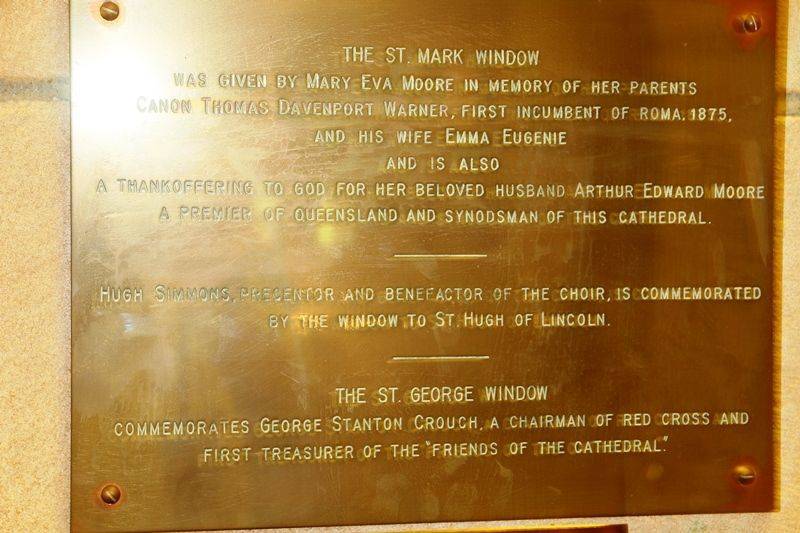 THE ST. MARK WINDOW
WAS GIVEN BY MARY EVA MOORE IN MEMORY OF HER PARENTS
CANON THOMAS DAVENPORT WARNER, FIRST INCUMBENT OF ROMA. 1875,
AND HIS WIFE EMMA EUGENIE
AND IS ALSO
A THANKOFFERING TO GOD FOR HER BELOVED HUSBAND ARTHUR EDWARD MOORE
A PREMIER OF QUEENSLAND AND SYNODSMAN OF THIS CATHEDRAL.
HUGH SIMMONS, PRECENTOR AND BENEFACTOR OF THE CHOIR, IS COMMEMORATED
BY THE WINDOW TO ST. HUGH OF LINCOLN.
THE ST. GEORGE WINDOW
COMMEMORATES GEORGE STANTON CROUCH, A CHAIRMAN OF RED CROSS AND
FIRST TREASURER OF THE "FRIENDS OF THE CATHEDRAL."